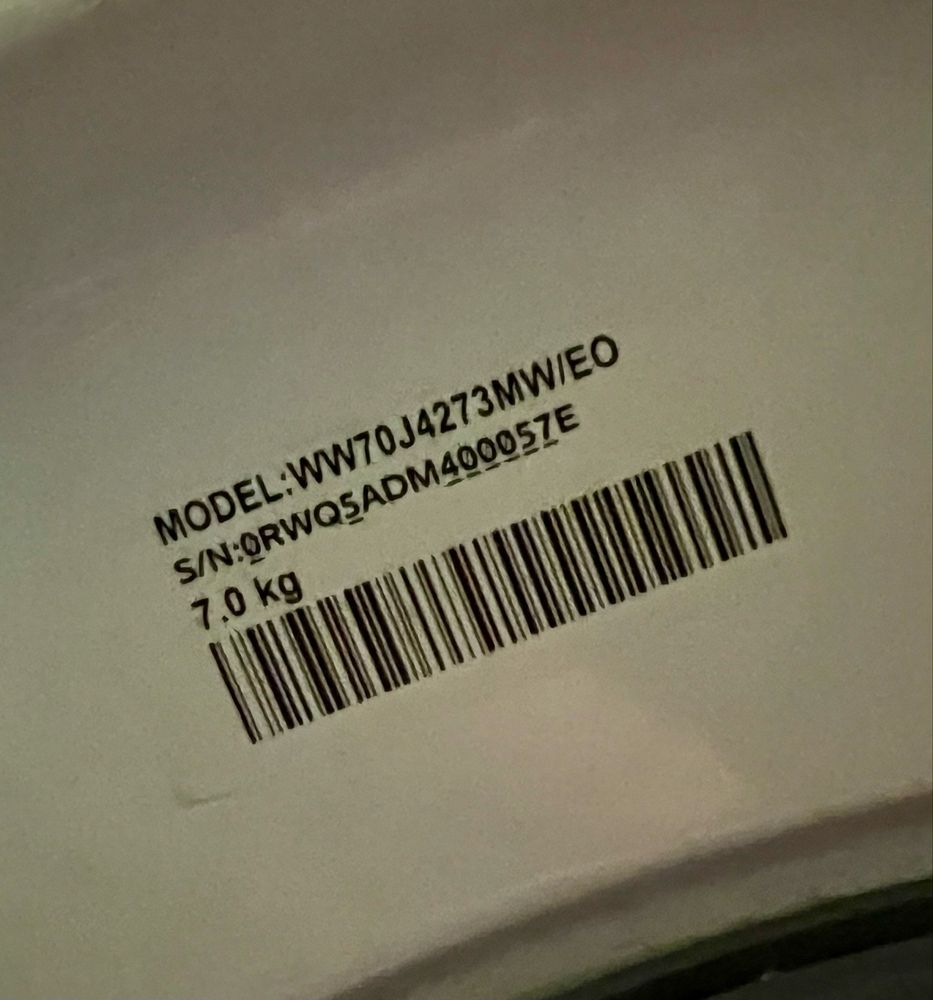 MODEL:WW70J4273MW/EO
S/N:0RWQ5ADM400057E
7.0 kg